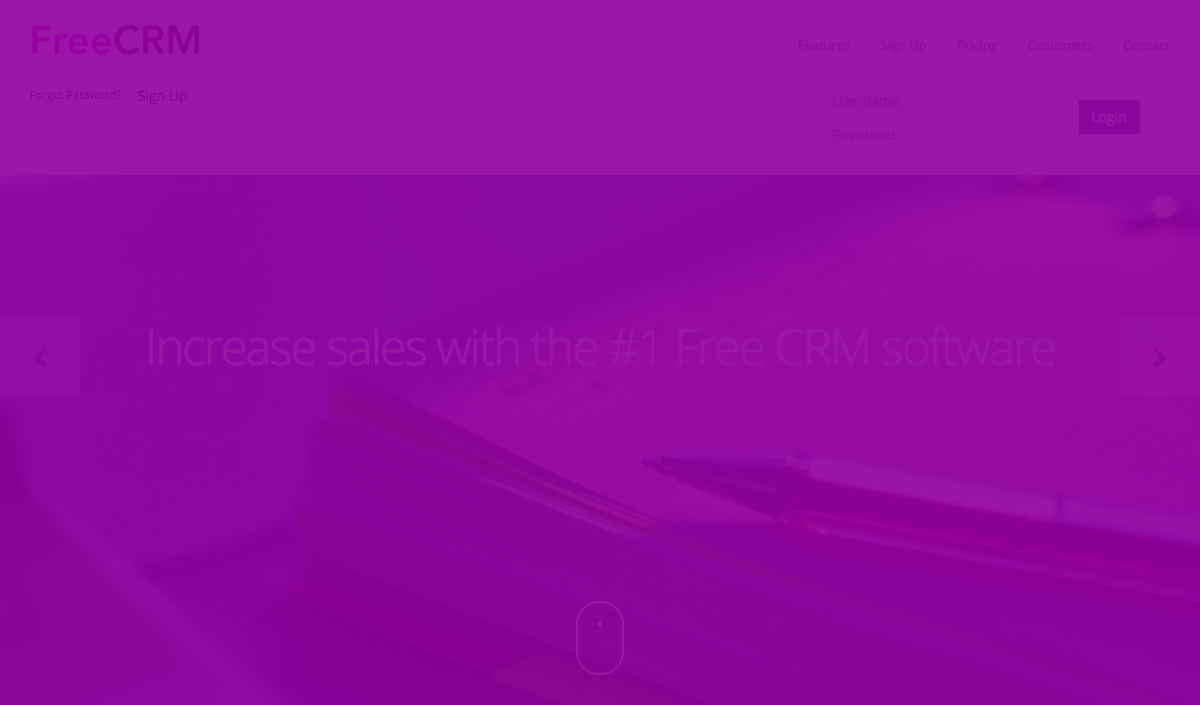 FreeCRM
Features Sign Up Pricing Customers Contact
Forgot Password? Sign Up
Username
Password
Login
Increase sales with the #1 Free CRM software